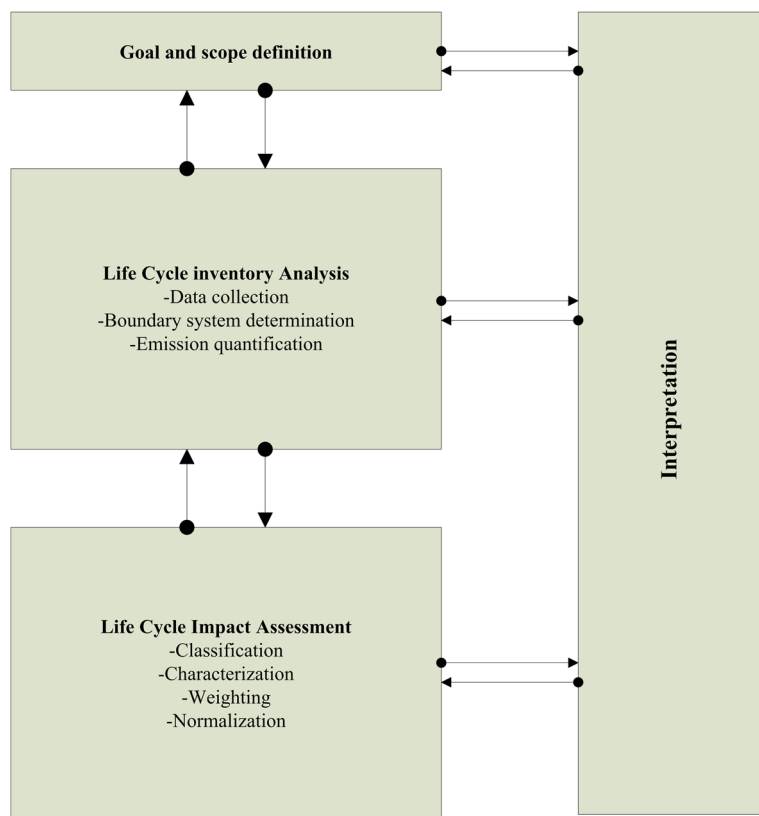 Goal and scope definition
Life Cycle inventory Analysis
-Data collection
-Boundary system determination
-Emission quantification
Life Cycle Impact Assessment
-Classification
-Characterization
-Weighting
-Normalization
Interpretation